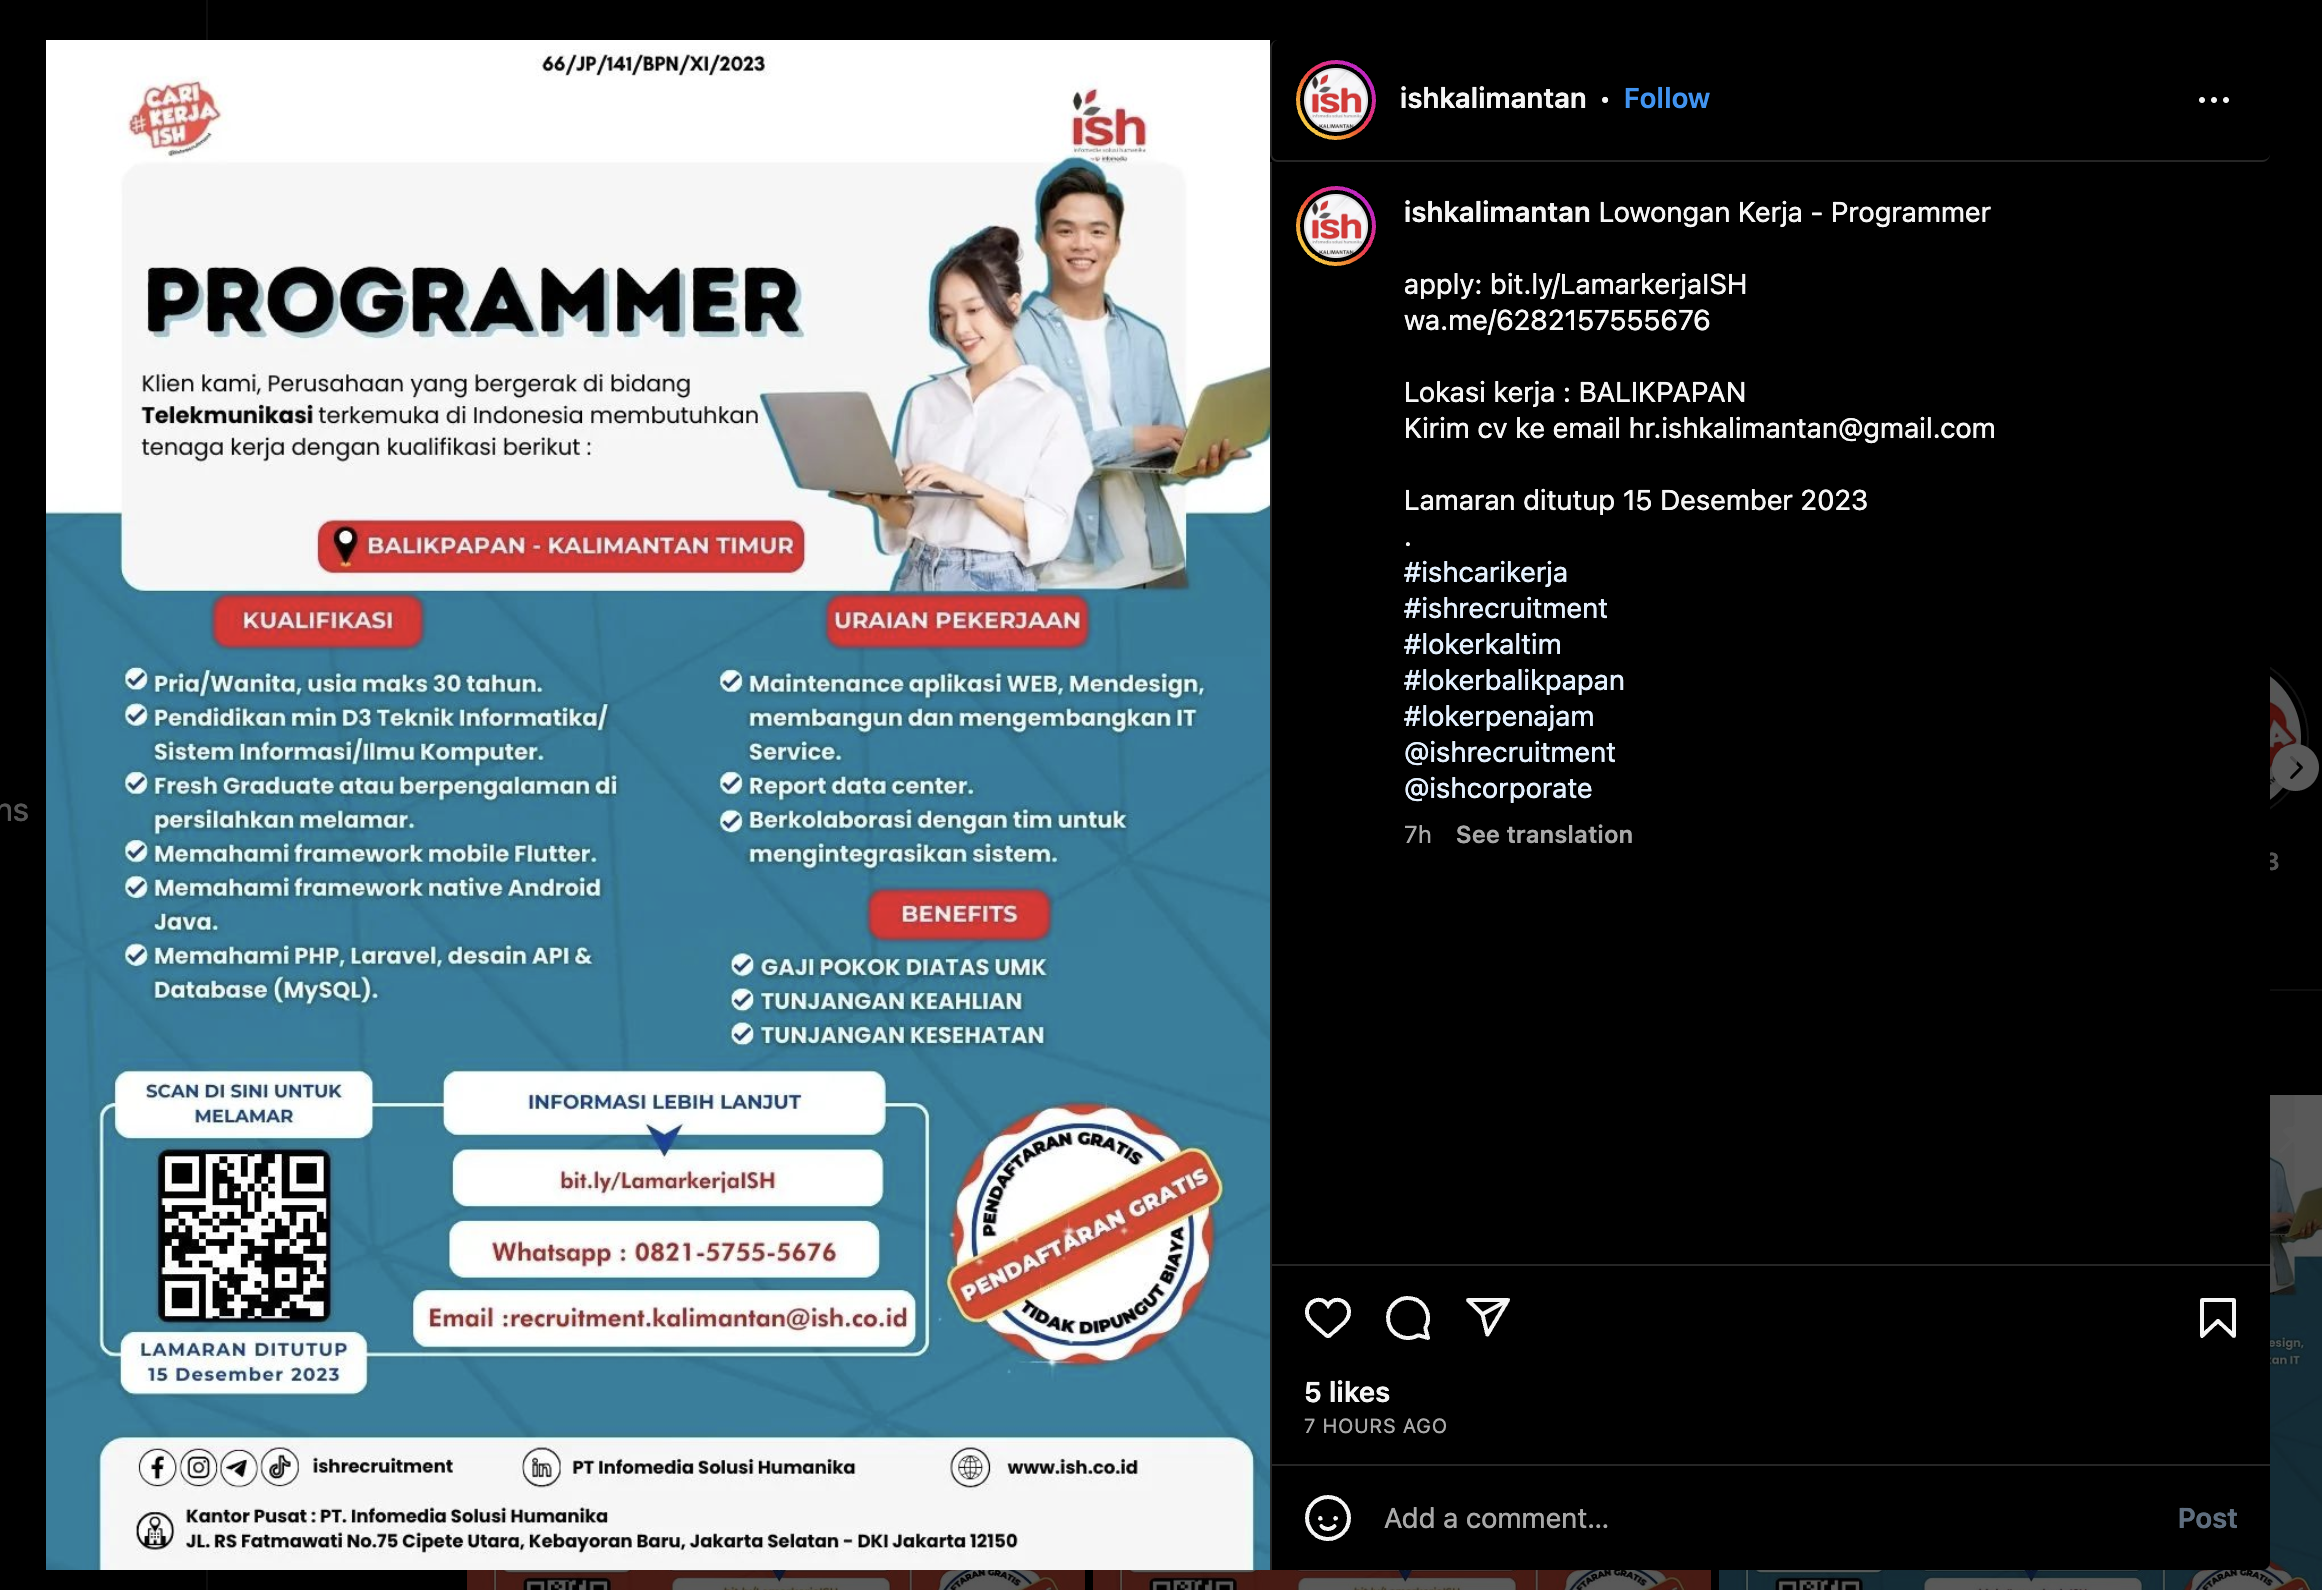 66/JP/141/BPN/XI/2023
CARI
# KERJA
ISH
ish
PROGRAMMER
Klien kami, Perusahaan yang bergerak di bidang
Telekmunikasi terkemuka di Indonesia membutuhkan
tenaga kerja dengan kualifikasi berikut :
BALIKPAPAN - KALIMANTAN TIMUR
KUALIFIKASI
Pria/Wanita, usia maks 30 tahun.
Pendidikan min D3 Teknik Informatika/
Sistem Informasi/Ilmu Komputer.
Fresh Graduate atau berpengalaman di
persilahkan melamar.
Memahami framework mobile Flutter.
Memahami framework native Android
Java.
Memahami PHP, Laravel, desain API &
Database (MySQL).
URAIAN PEKERJAAN
Maintenance aplikasi WEB, Mendesign,
membangun dan mengembangkan IT
Service.
Report data center.
Berkolaborasi dengan tim untuk
mengintegrasikan sistem.
BENEFITS
GAJI POKOK DIATAS UMK
TUNJANGAN KEAHLIAN
TUNJANGAN KESEHATAN
SCAN DI SINI UNTUK
MELAMAR
LAMARAN DITUTUP
15 Desember 2023
INFORMASI LEBIH LANJUT
bit.ly/LamarkerjaISH
Whatsapp : 0821-5755-5676
Email :recruitment.kalimantan@ish.co.id
PENDAFTARAN GRATIS
PENDAFTARAN GRATIS
TIDAK DIPUNGUT BIAYA
ishrecruitment
in PT Infomedia Solusi Humanika
www.ish.co.id
Kantor Pusat : PT. Infomedia Solusi Humanika
JL. RS Fatmawati No.75 Cipete Utara, Kebayoran Baru, Jakarta Selatan - DKI Jakarta 12150
ish
KALIMANTAN
ishkalimantan • Follow
ish
KALIMANTAN
ishkalimantan Lowongan Kerja - Programmer
apply: bit.ly/LamarkerjaISH
wa.me/6282157555676
Lokasi kerja : BALIKPAPAN
Kirim cv ke email hr.ishkalimantan@gmail.com
Lamaran ditutup 15 Desember 2023
.
#ishcarikerja
#ishrecruitment
#lokerkaltim
#lokerbalikpapan
#lokerpenajam
@ishrecruitment
@ishcorporate
7h See translation
5 likes
7 HOURS AGO
Add a comment...
Post